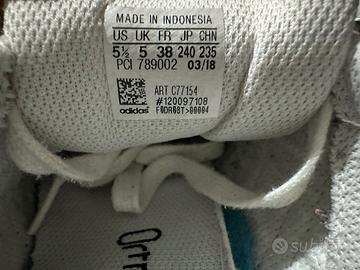 MADE IN INDONESIA
US UK FR JP CHN
5½ 5 38 240 235
PCI 789002 03/18
ART C77154
#120097108
adidas
Ortho
subito